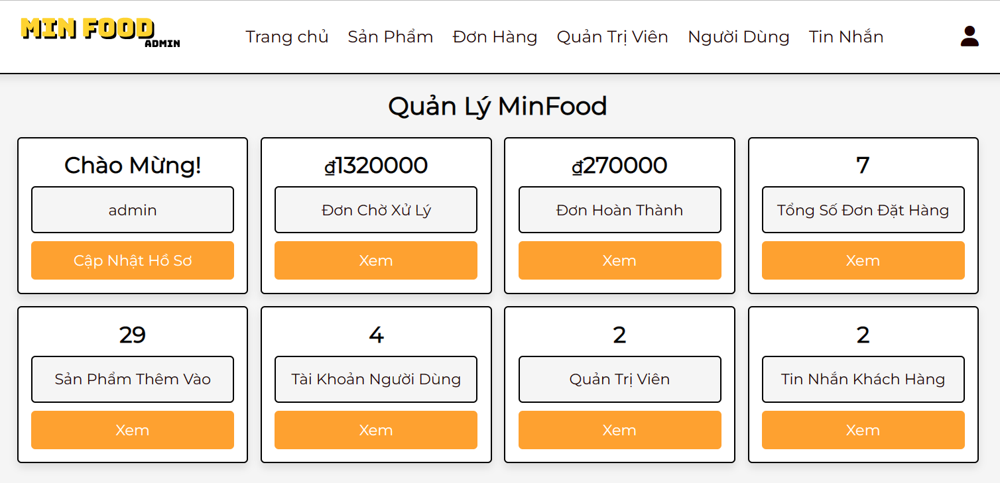 MIN FOOD
ADMIN
Trang chủ Sản Phẩm Đơn Hàng Quản Trị Viên Người Dùng Tin Nhắn
Quản Lý MinFood
Chào Mừng!
admin
Cập Nhật Hồ Sơ
₫1320000
Đơn Chờ Xử Lý
Xem
₫270000
Đơn Hoàn Thành
Xem
7
Tổng Số Đơn Đặt Hàng
Xem
29
Sản Phẩm Thêm Vào
Xem
4
Tài Khoản Người Dùng
Xem
2
Quản Trị Viên
Xem
2
Tin Nhắn Khách Hàng
Xem